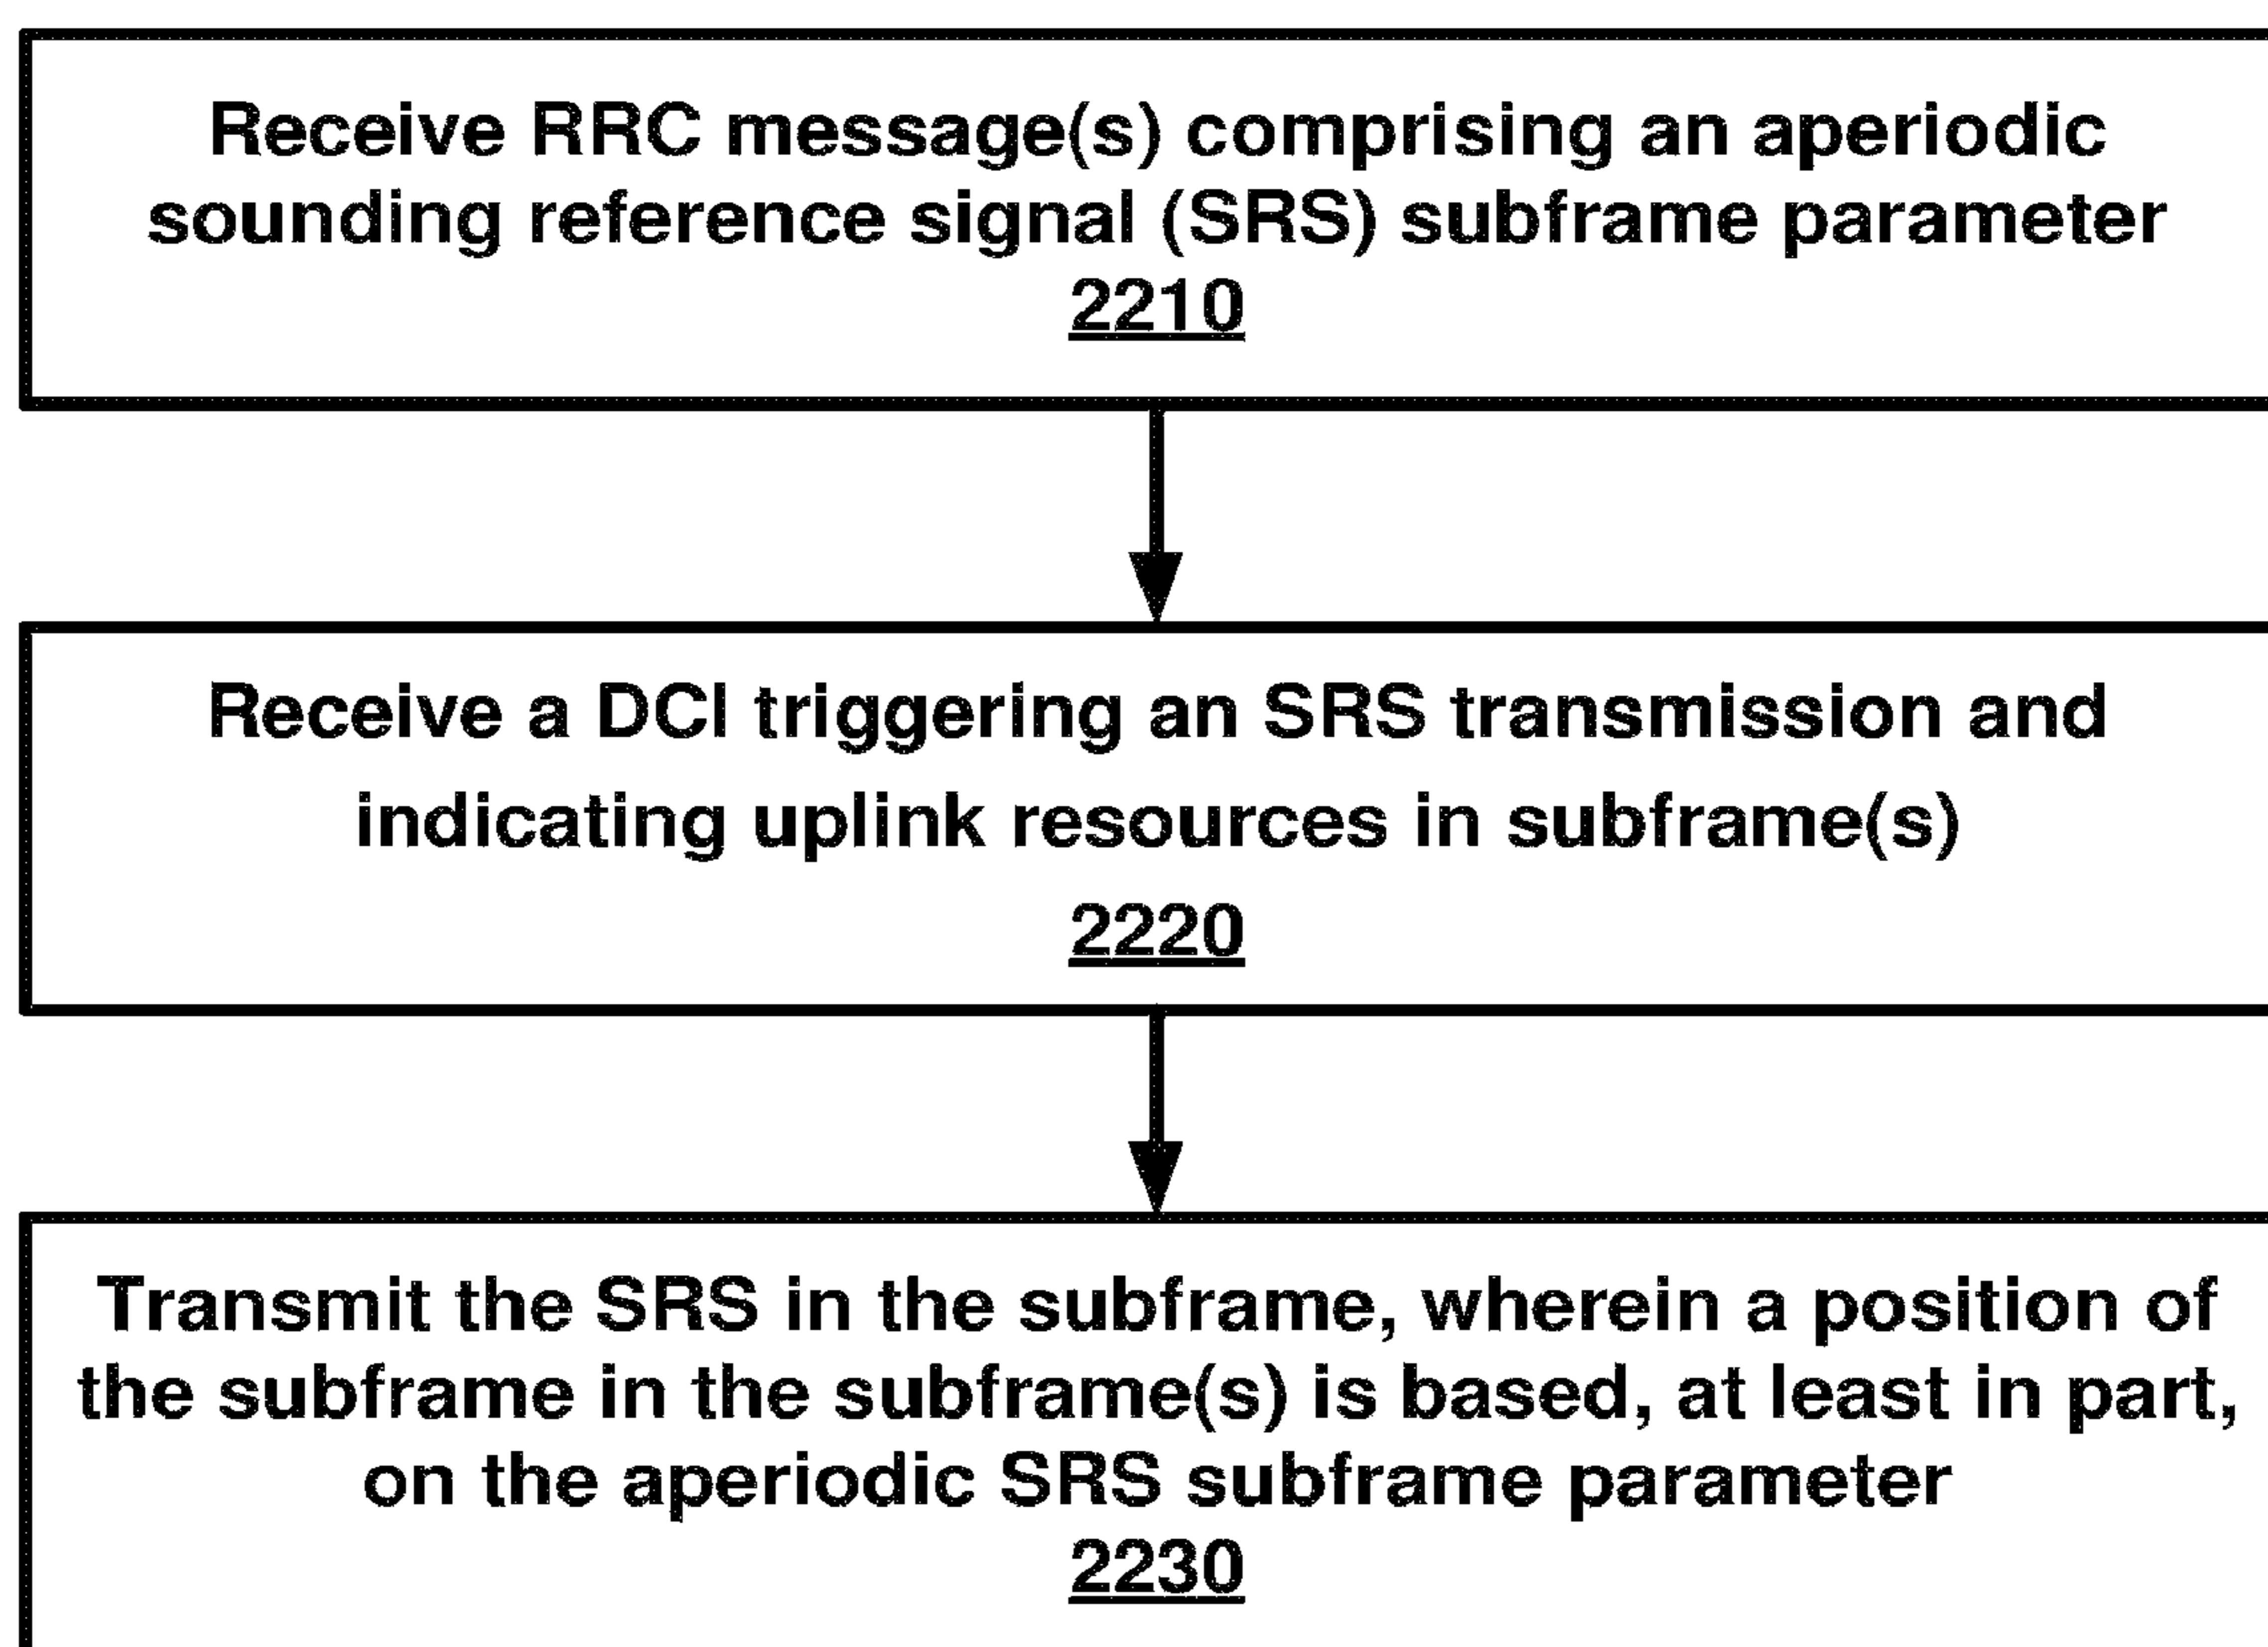 Receive RRC message(s) comprising an aperiodic
sounding reference signal (SRS) subframe parameter
2210
Receive a DCI triggering an SRS transmission and
indicating uplink resources in subframe(s)
2220
Transmit the SRS in the subframe, wherein a position of
the subframe in the subframe(s) is based, at least in part,
on the aperiodic SRS subframe parameter
2230